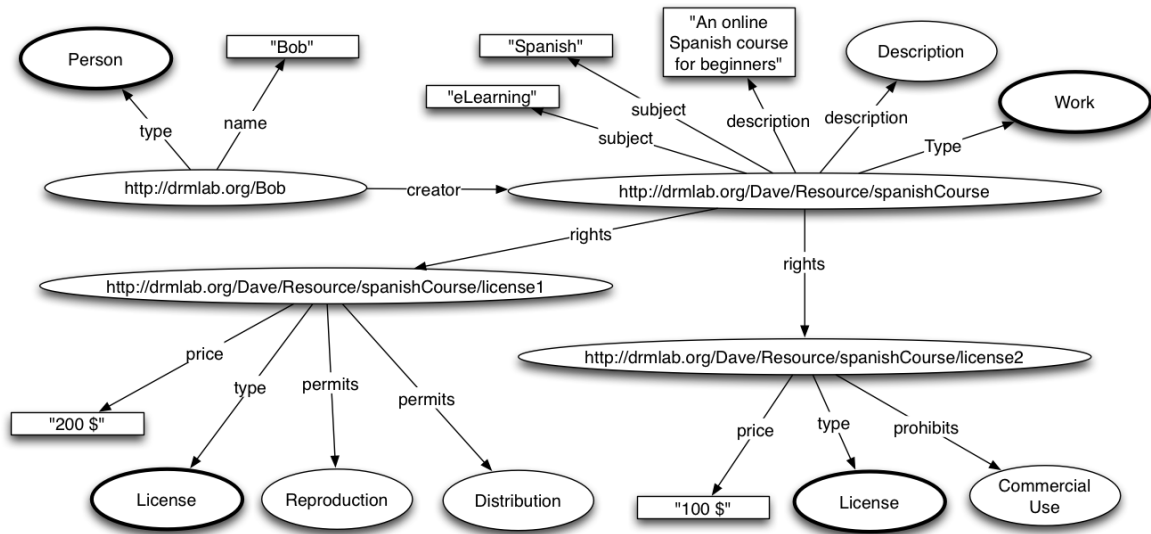 Person
"Bob"
"Spanish"
"An online
Spanish course
for beginners"
Description
"eLearning"
Work
type
name
subject
subject
description
description
Type
http://drmlab.org/Bob
creator
http://drmlab.org/Dave/Resource/spanishCourse
rights
rights
http://drmlab.org/Dave/Resource/spanishCourse/license1
http://drmlab.org/Dave/Resource/spanishCourse/license2
price
type
permits
permits
"200 $"
License
Reproduction
Distribution
price
type
prohibits
"100 $"
License
Commercial
Use